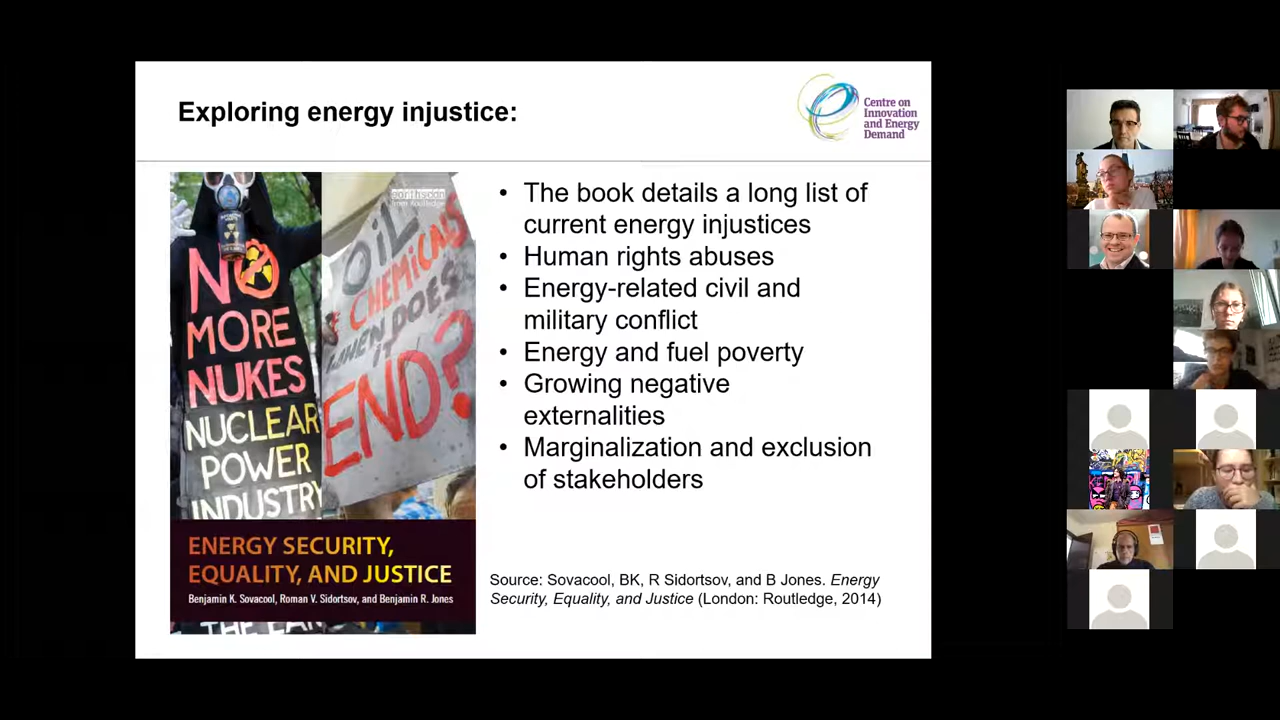 Exploring energy injustice:
Centre on
Innovation
and Energy
Demand
earthscan
from Routledge
NO
MORE
NUKES
NUCLEAR
POWER
INDUSTRY
OIL
CHEMICALS
WHEN DOES
IT
END?
ENERGY SECURITY,
EQUALITY, AND JUSTICE
Benjamin K. Sovacool, Roman V. Sidortsov, and Benjamin R. Jones
• The book details a long list of
current energy injustices
• Human rights abuses
• Energy-related civil and
military conflict
• Energy and fuel poverty
• Growing negative
externalities
• Marginalization and exclusion
of stakeholders
Source: Sovacool, BK, R Sidortsov, and B Jones. Energy
Security, Equality, and Justice (London: Routledge, 2014)